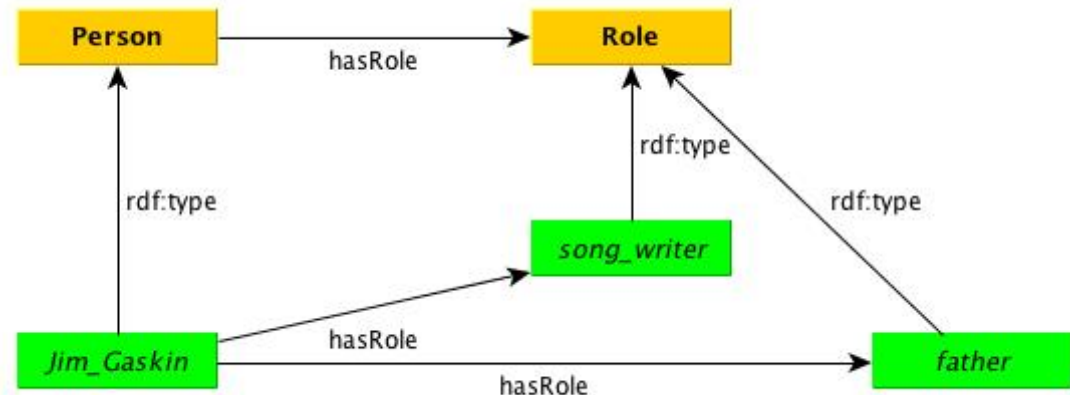 Person
Role
hasRole
rdf:type
rdf:type
rdf:type
song_writer
hasRole
Jim_Gaskin
father
hasRole